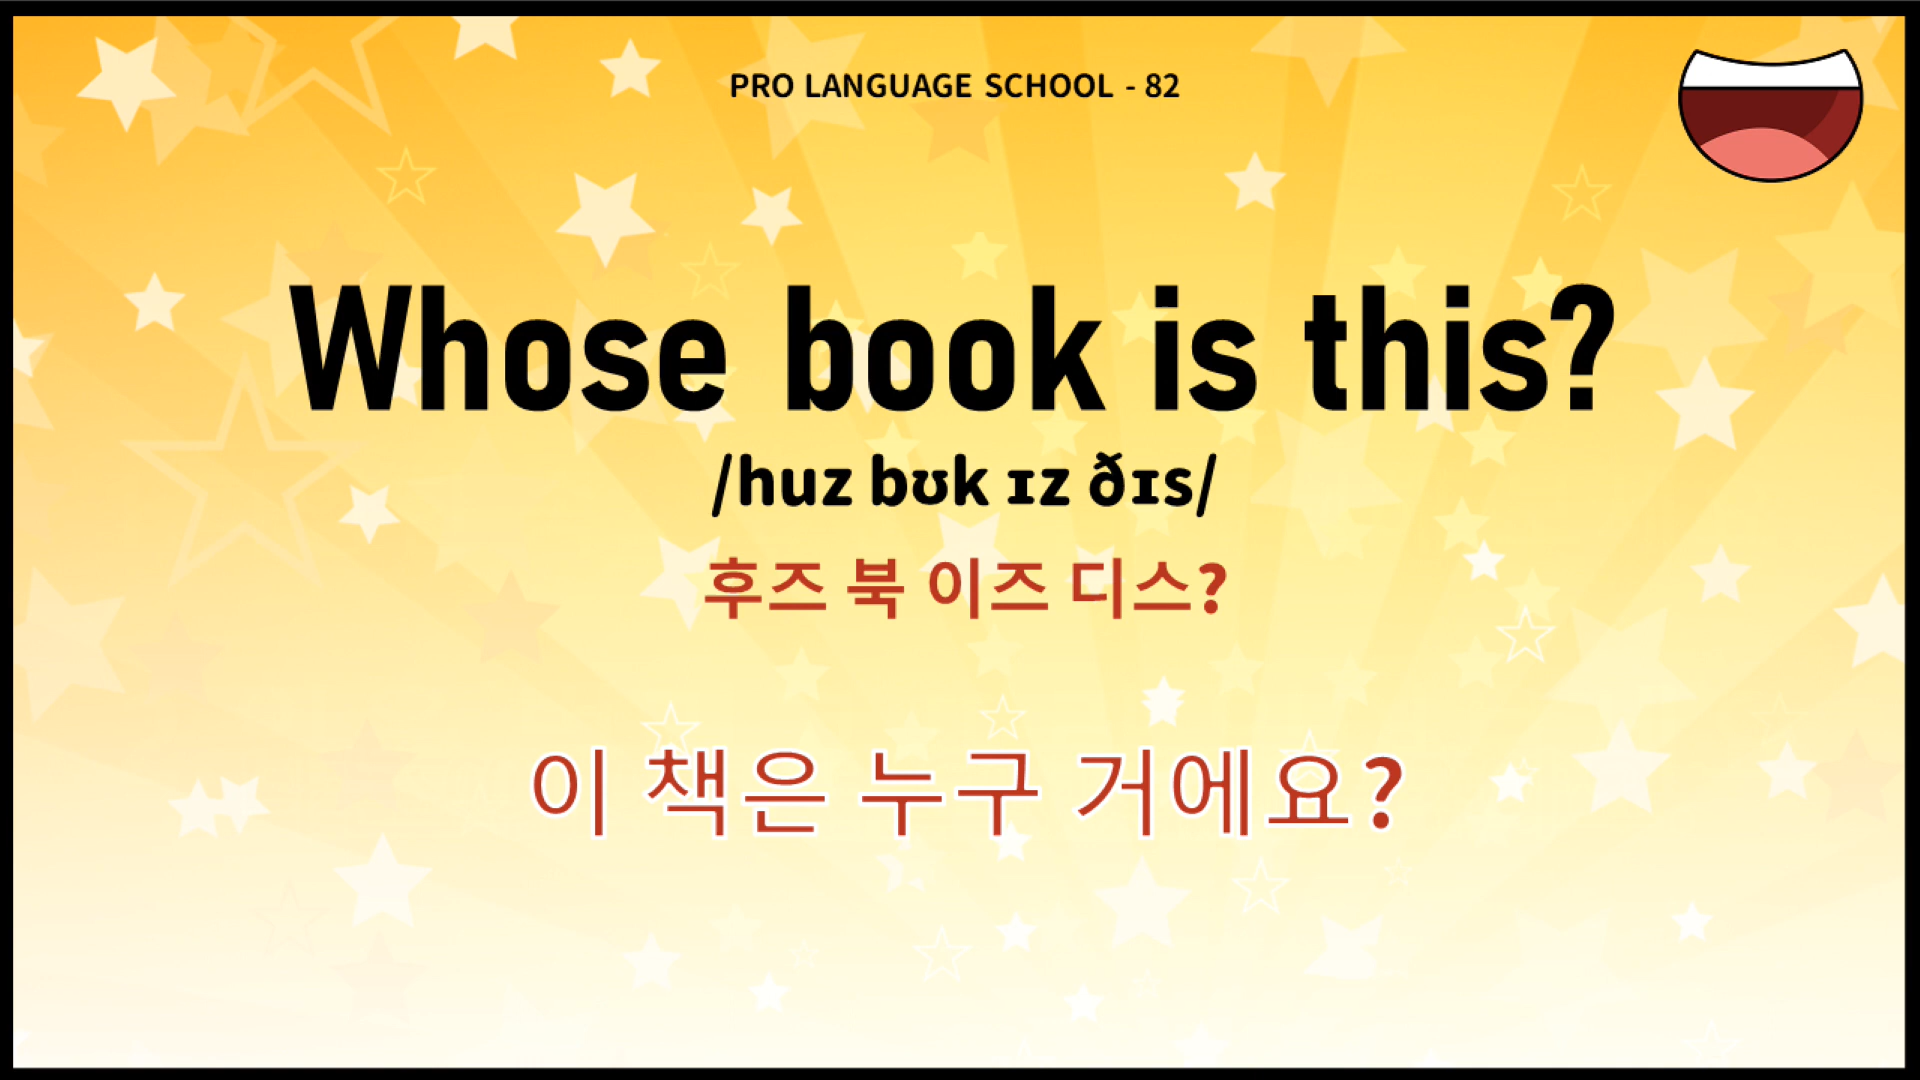 PRO LANGUAGE SCHOOL - 82
Whose book is this?
/huz bʊk ɪz ðɪs/
후즈 북 이즈 디스?
이 책은 누구 거에요?